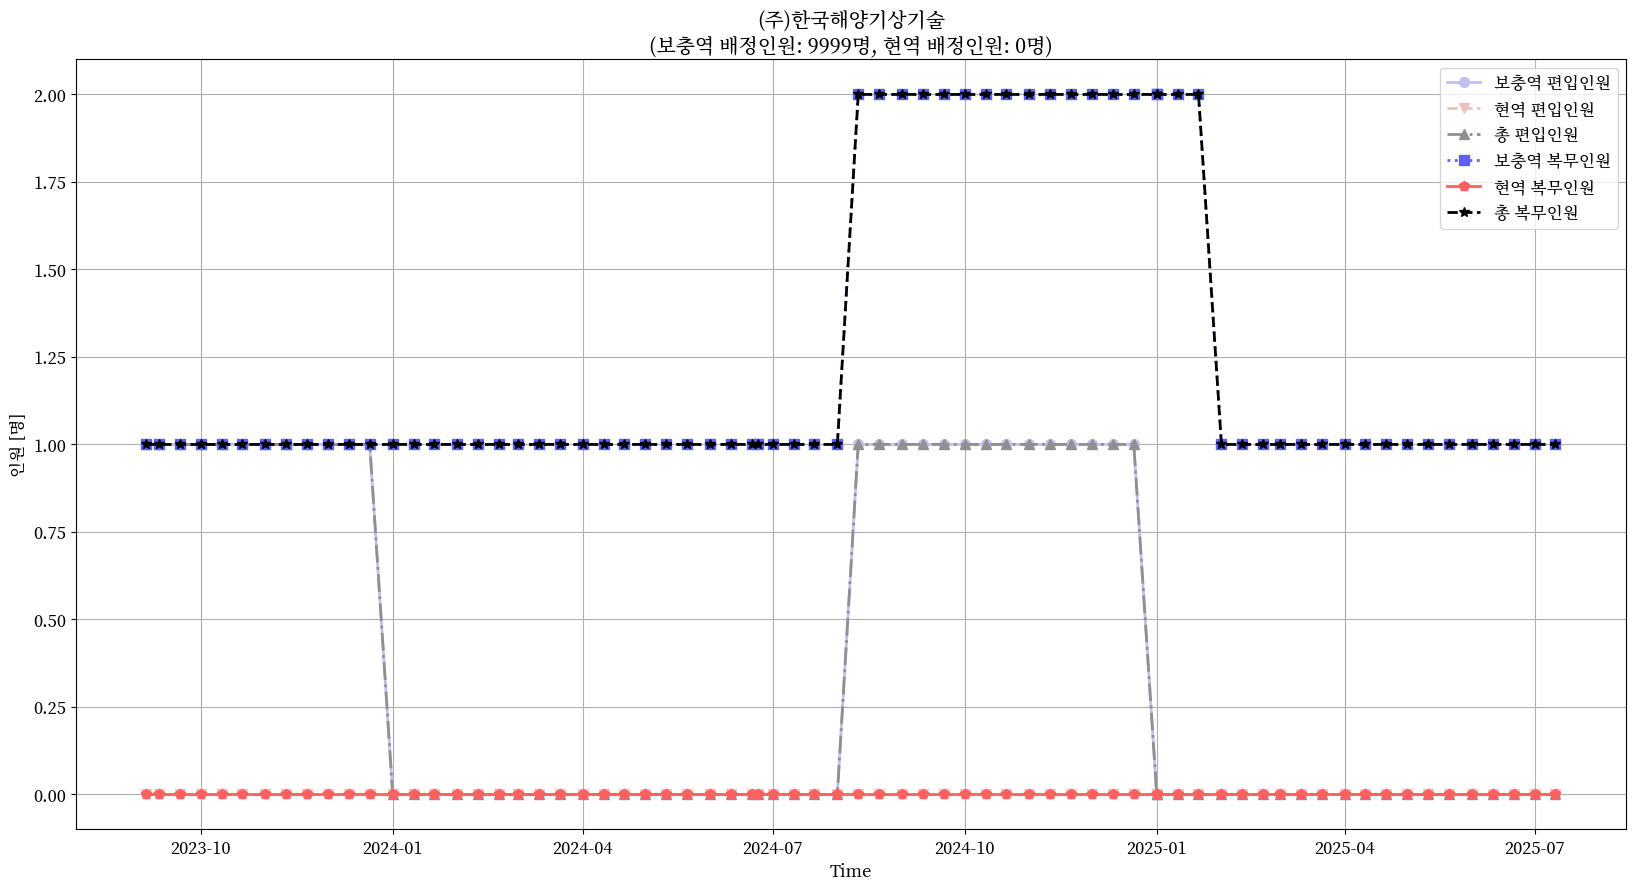 (주)한국해양기상기술
(보충역 배정인원: 9999명, 현역 배정인원: 0명)
보충역 편입인원
현역 편입인원
총 편입인원
보충역 복무인원
현역 복무인원
총 복무인원
인원 [명]
2.00
1.75
1.50
1.25
1.00
0.75
0.50
0.25
0.00
2023-10
2024-01
2024-04
2024-07
2024-10
2025-01
2025-04
2025-07
Time